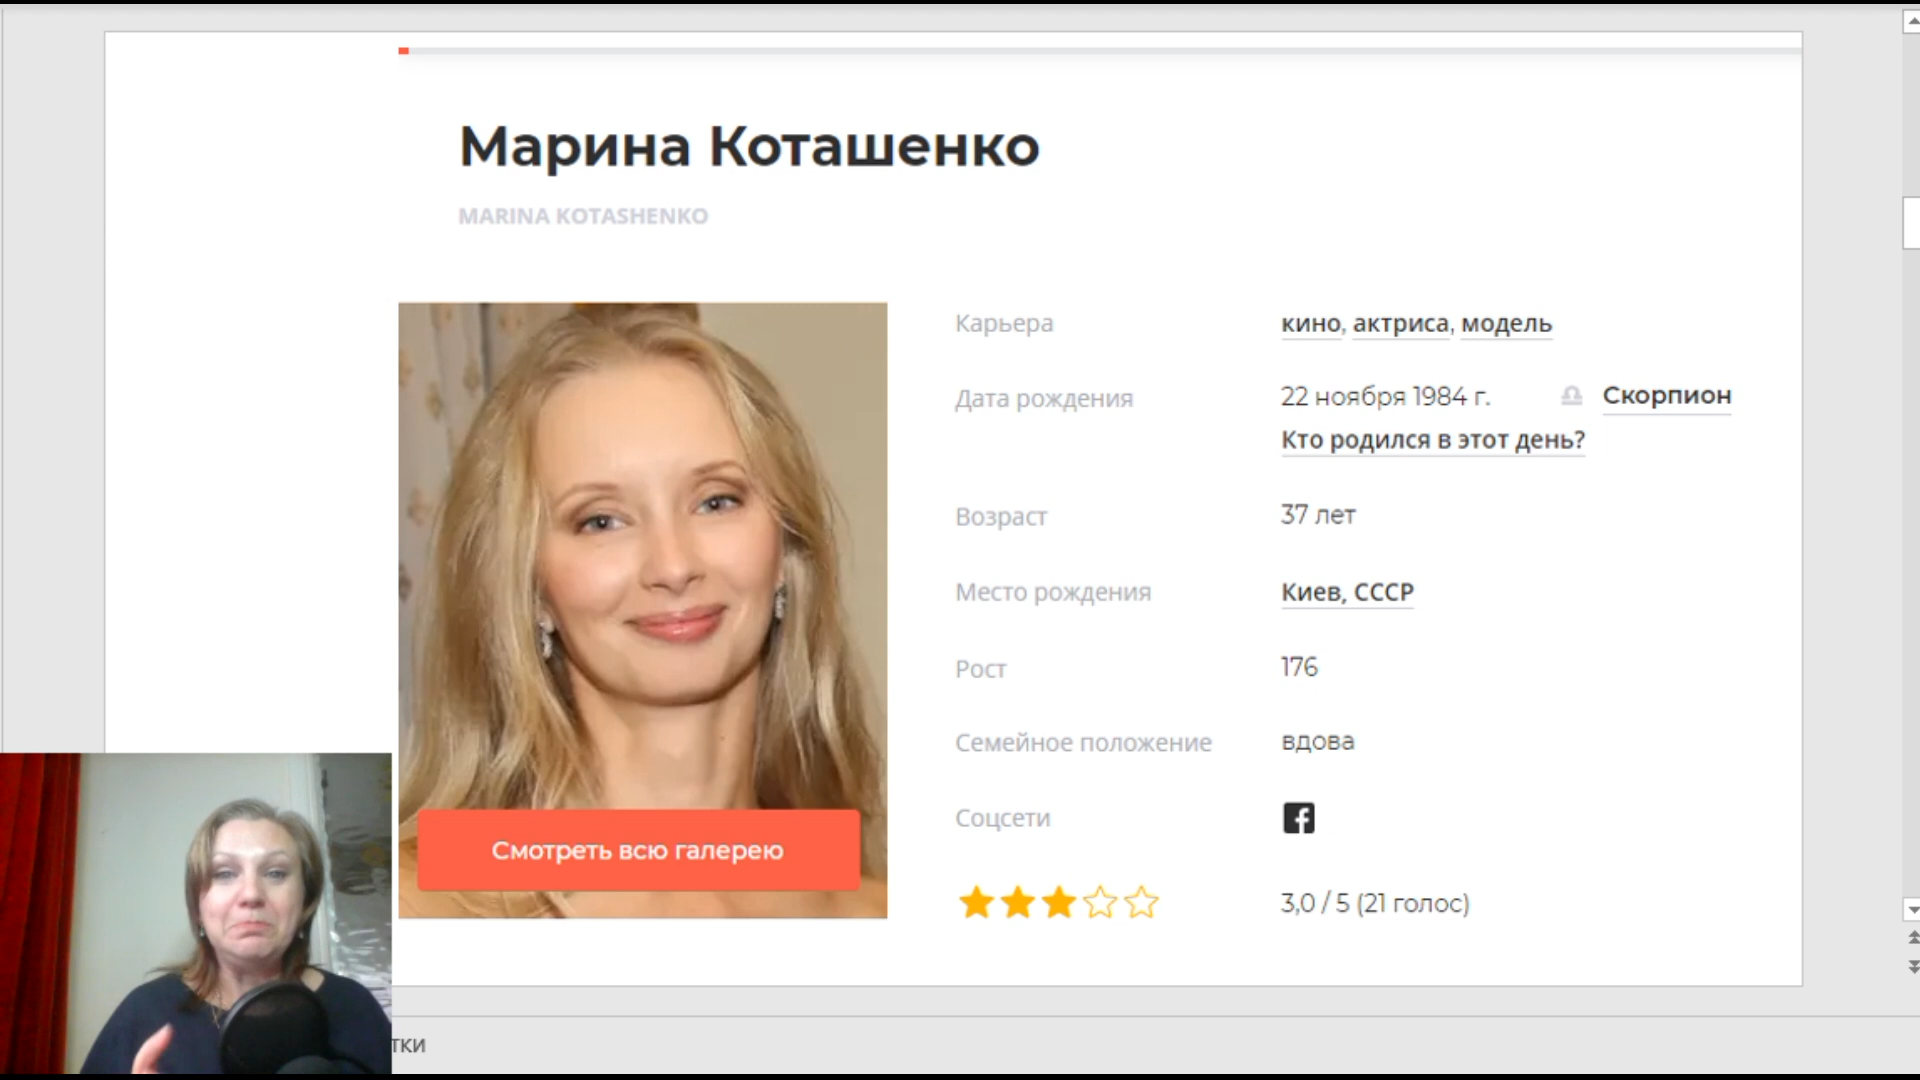 Марина Коташенко
MARINA KOTASHENKO
Карьера
кино, актриса, модель
Дата рождения
22 ноября 1984 г.
Скорпион
Кто родился в этот день?
Возраст
37 лет
Место рождения
Киев, СССР
Рост
176
Семейное положение
вдова
Соцсети
Смотреть всю галерею
3,0 / 5 (21 голос)
тки